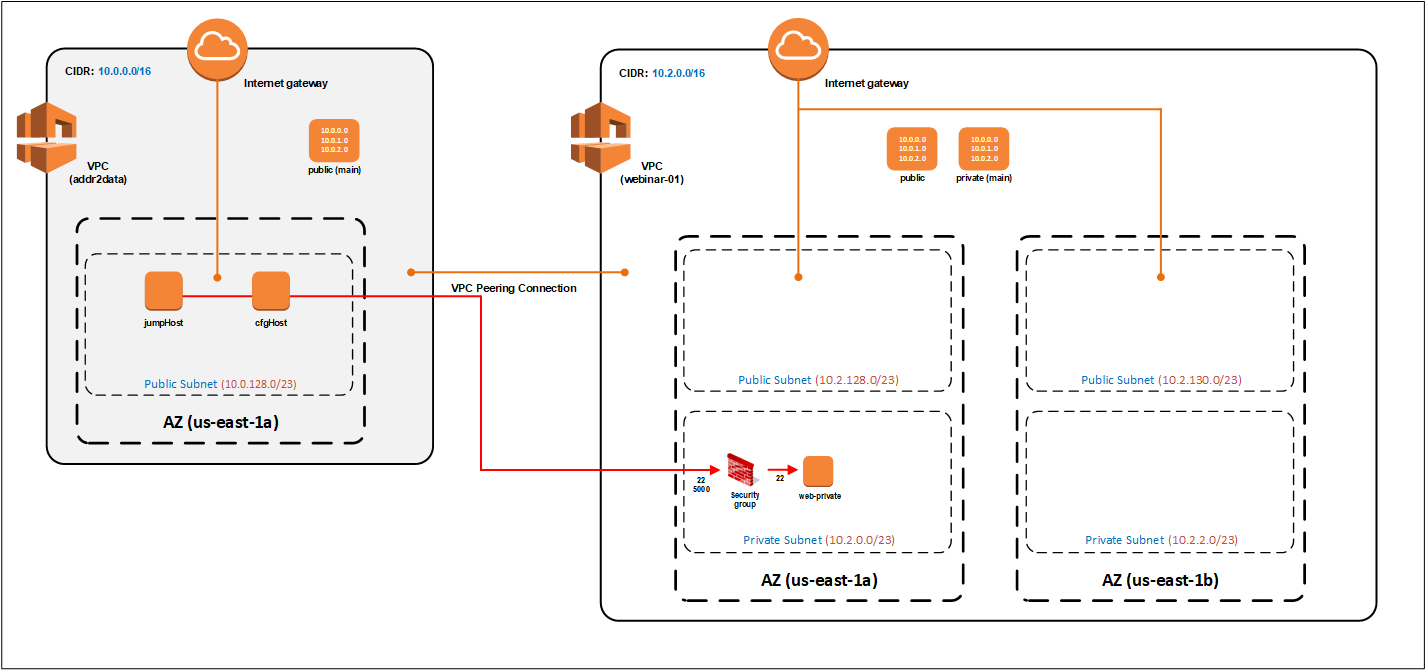 CIDR: 10.0.0.0/16
Internet gateway
10.0.0.0
10.0.1.0
10.0.2.0
public (main)
VPC
(addr2data)
jumpHost
cfgHost
Public Subnet (10.0.128.0/23)
AZ (us-east-1a)
VPC Peering Connection
CIDR: 10.2.0.0/16
Internet gateway
10.0.0.0
10.0.1.0
10.0.2.0
public
10.0.0.0
10.0.1.0
10.0.2.0
private (main)
VPC
(webinar-01)
Public Subnet (10.2.128.0/23)
22
5000
Security
group
22
web-private
Private Subnet (10.2.0.0/23)
AZ (us-east-1a)
Public Subnet (10.2.130.0/23)
Private Subnet (10.2.2.0/23)
AZ (us-east-1b)